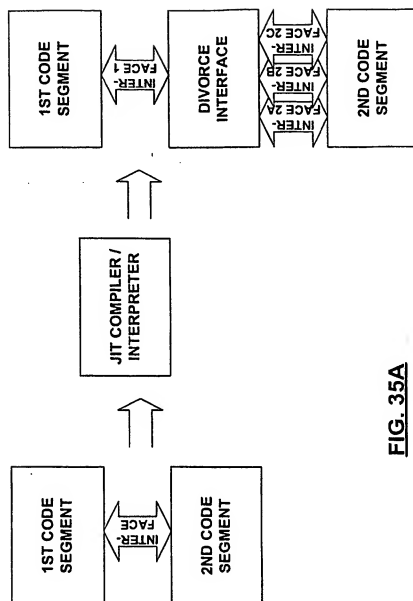 1ST CODE
SEGMENT
INTER-
FACE
2ND CODE
SEGMENT
JIT COMPILER /
INTERPRETER
1ST CODE
SEGMENT
INTER-
FACE 1
DIVORCE
INTERFACE
INTER-
FACE 2A
INTER-
FACE 2B
INTER-
FACE 2C
2ND CODE
SEGMENT
FIG. 35A